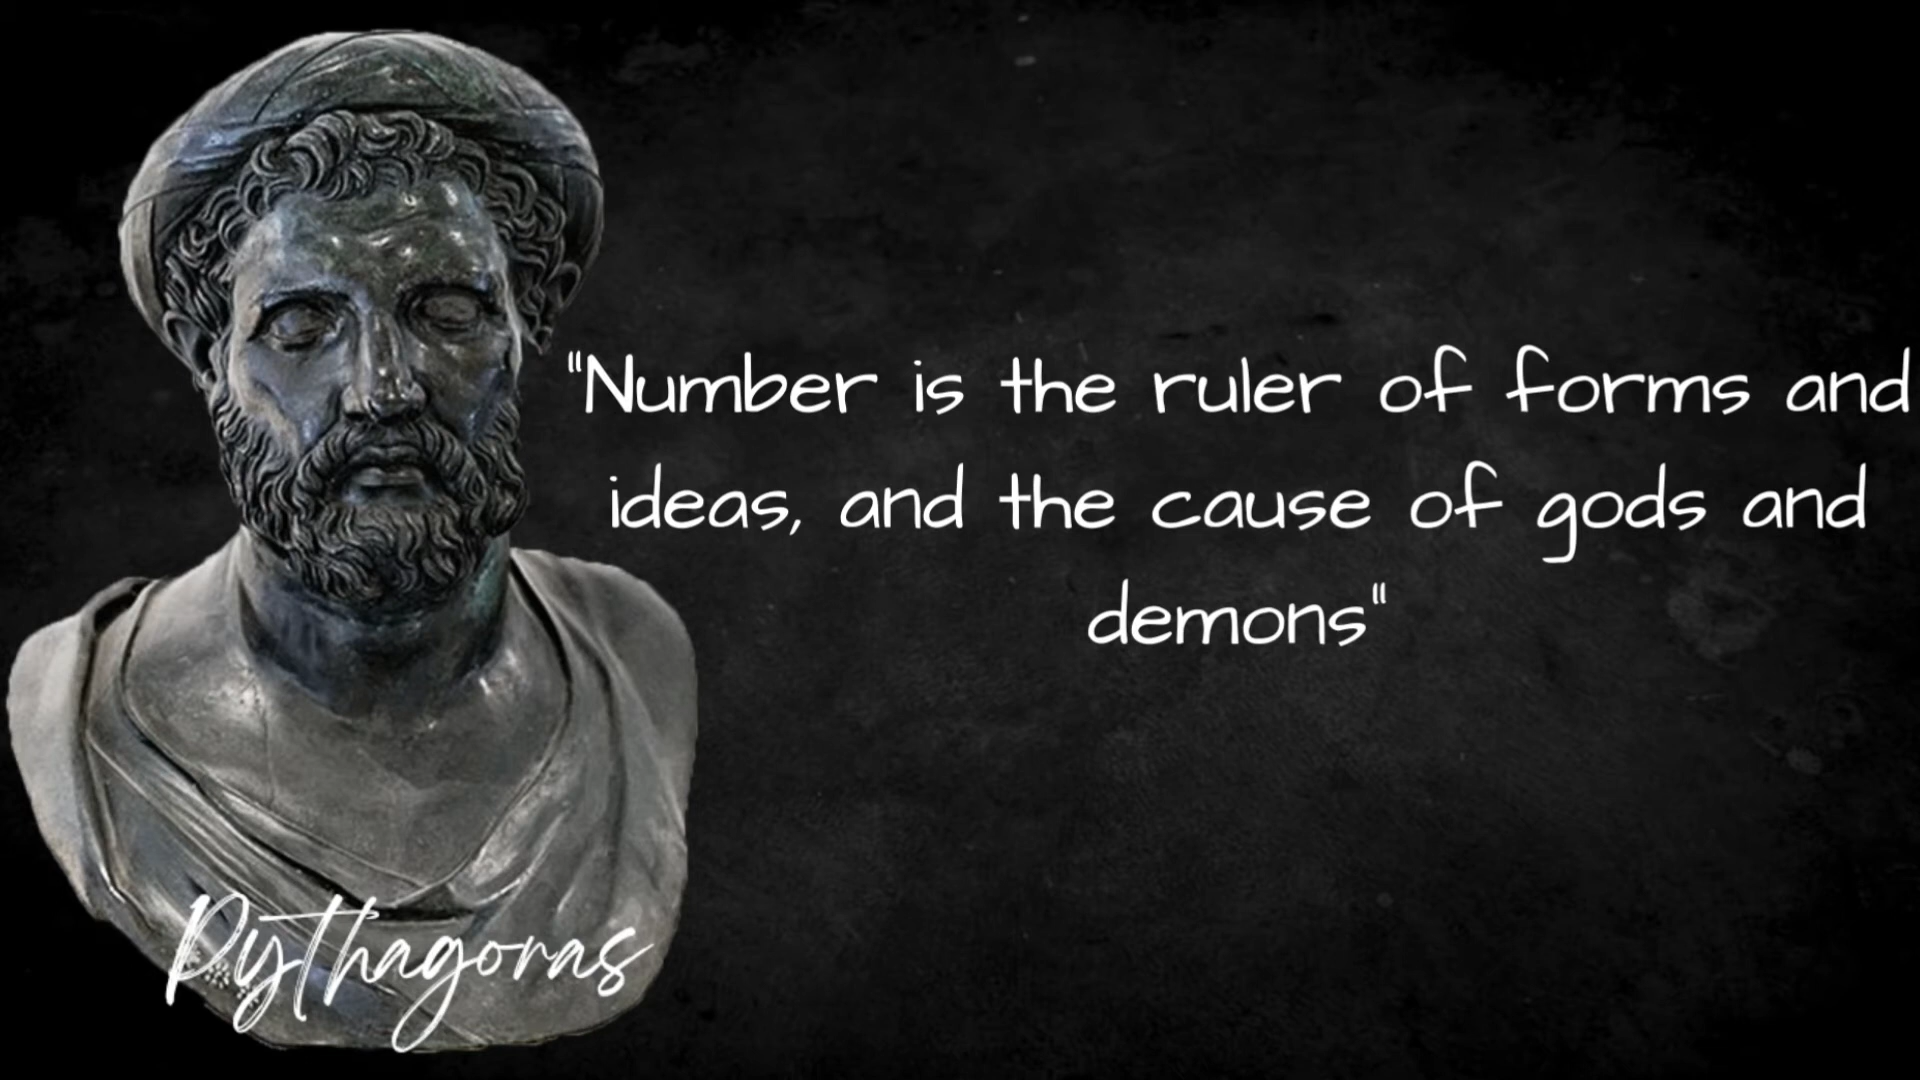 "Number is the ruler of forms and
ideas, and the cause of gods and
demons"
Pythagoras